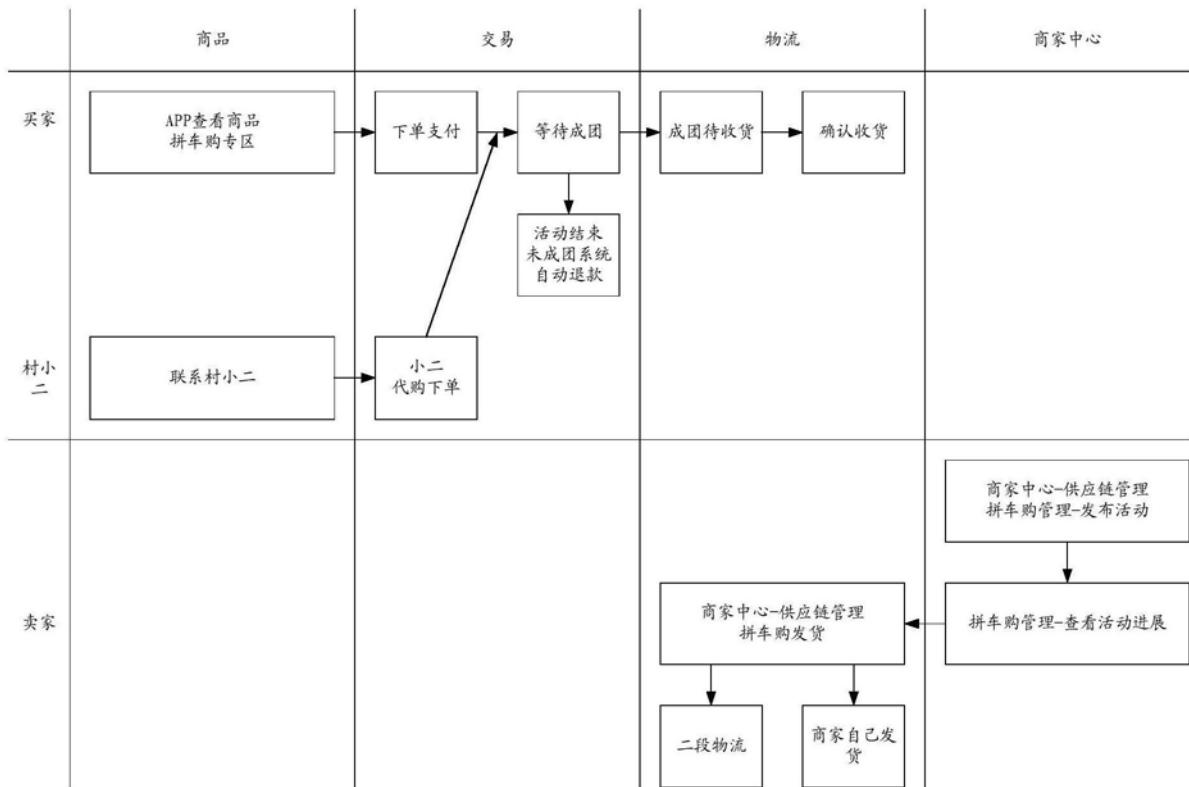 商品
交易
物流
商家中心
买家
APP查看商品
拼车购专区
下单支付
等待成团
成团待收货
确认收货
活动结束
未成团系统
自动退款
村小
二
联系村小二
小二
代购下单
商家中心-供应链管理
拼车购管理-发布活动
卖家
商家中心-供应链管理
拼车购发货
拼车购管理-查看活动进展
二段物流
商家自己发
货